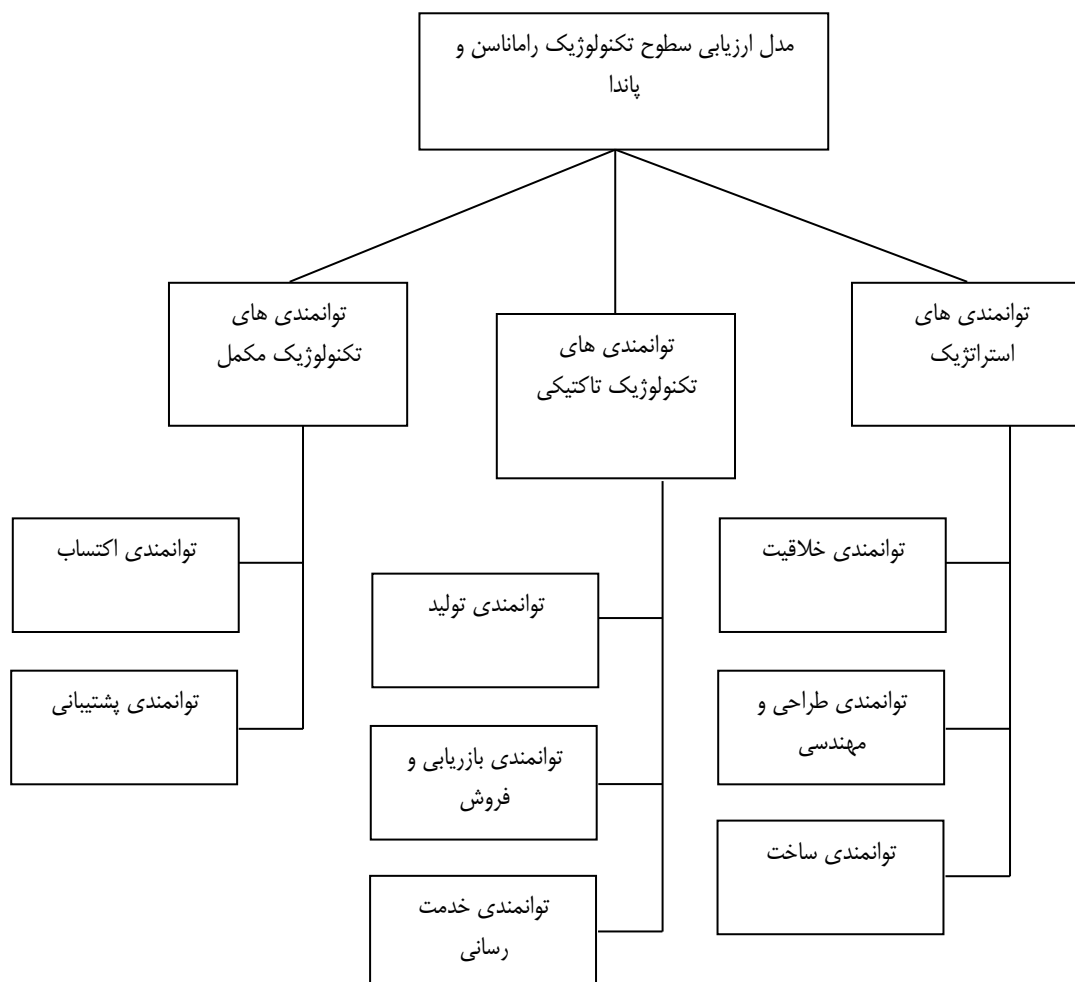 مدل ارزیابی سطوح تکنولوژیک راماناسن و
پاندا
توانمندی های
استراتژیک
توانمندی های
تکنولوژیک تاکتیکی
توانمندی های
تکنولوژیک مکمل
توانمندی خلاقیت
توانمندی طراحی و
مهندسی
توانمندی ساخت
توانمندی تولید
توانمندی بازریابی و
فروش
توانمندی خدمت
رسانی
توانمندی اکتساب
توانمندی پشتیبانی